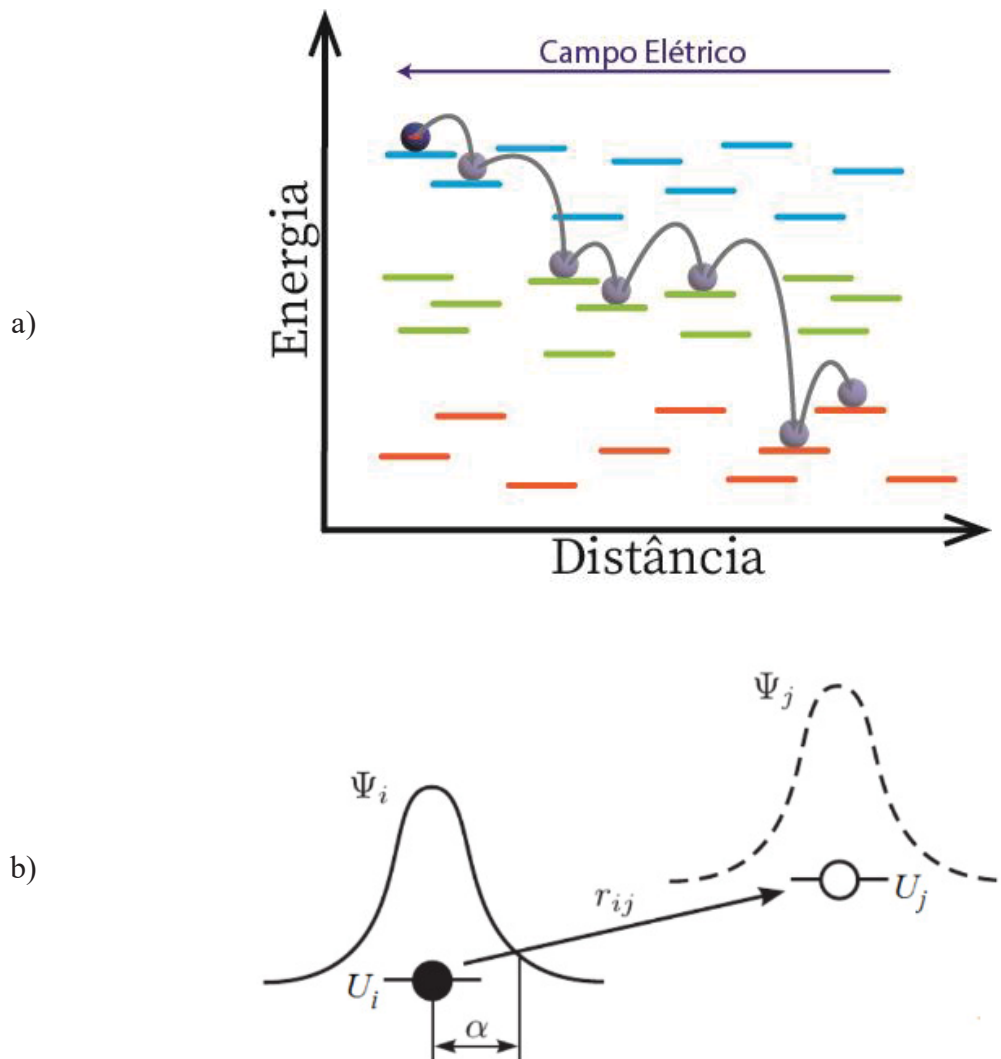 a)
Campo Elétrico
Energia
Distância
b)
Ψj
Ψi
rij
Uj
Ui
α